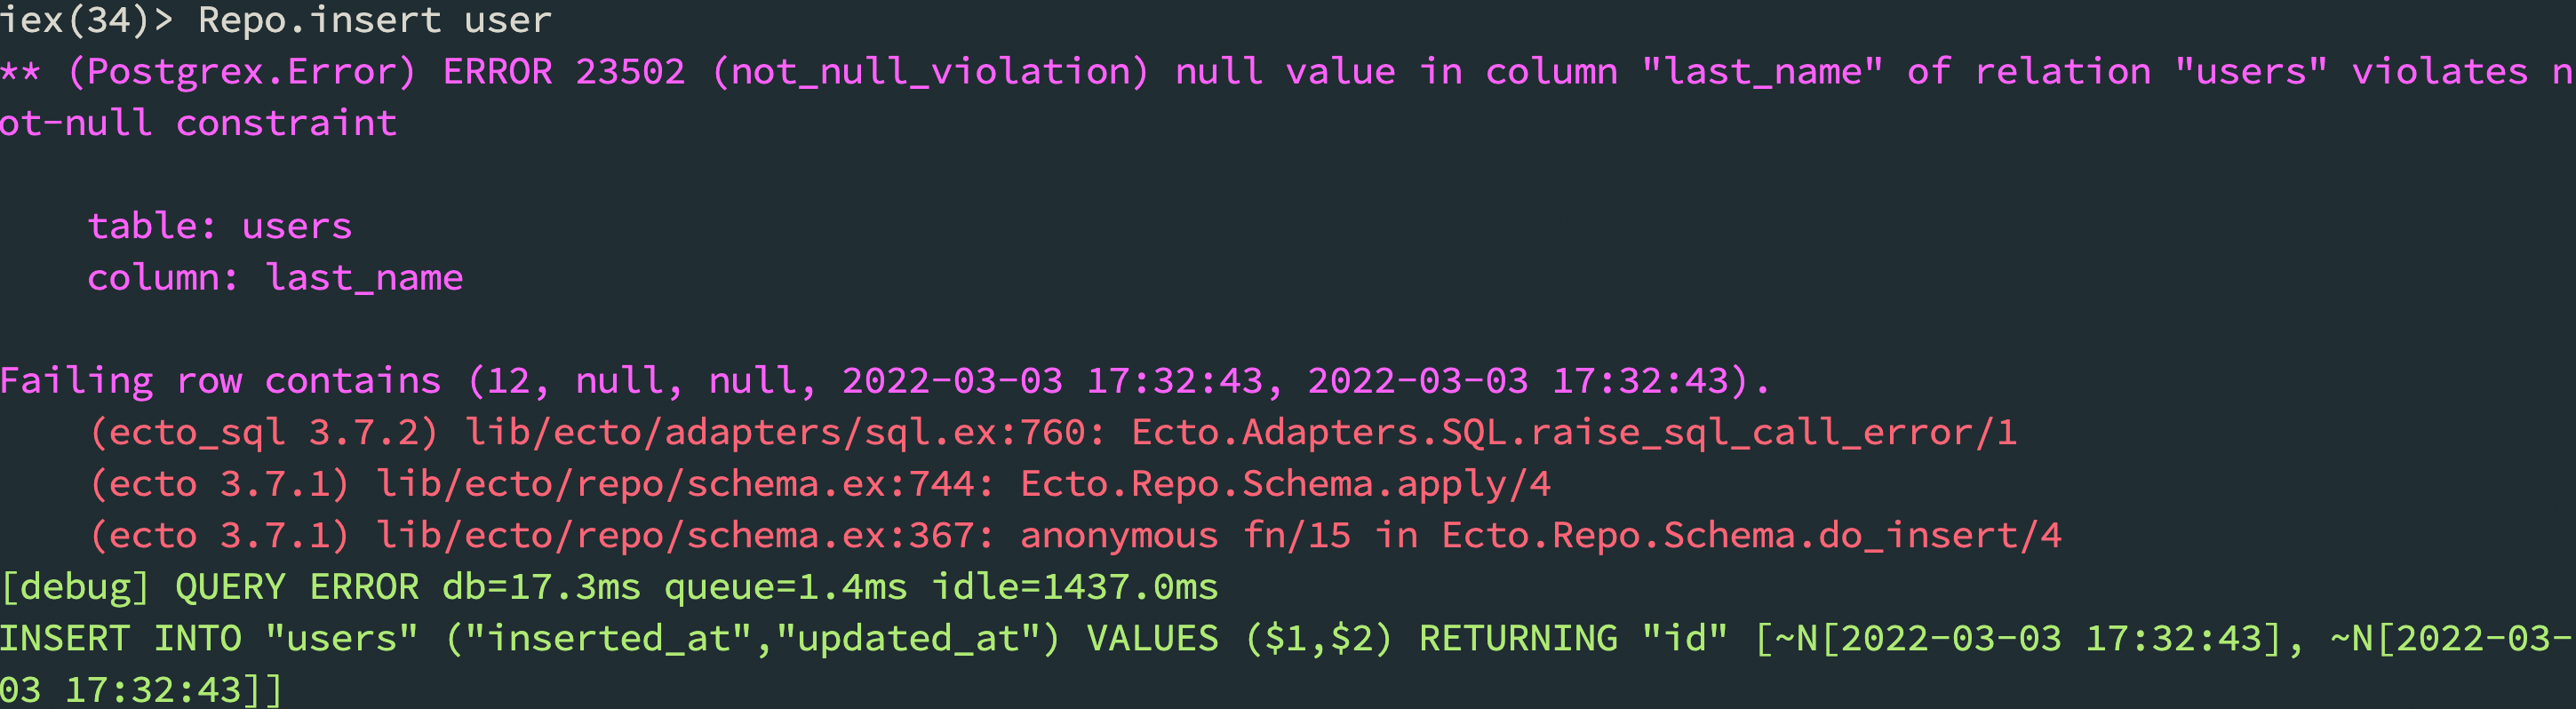 iex(34)> Repo.insert user
** (Postgrex.Error) ERROR 23502 (not_null_violation) null value in column "last_name" of relation "users" violates n
ot-null constraint
    table: users
    column: last_name
Failing row contains (12, null, null, 2022-03-03 17:32:43, 2022-03-03 17:32:43).
    (ecto_sql 3.7.2) lib/ecto/adapters/sql.ex:760: Ecto.Adapters.SQL.raise_sql_call_error/1
    (ecto 3.7.1) lib/ecto/repo/schema.ex:744: Ecto.Repo.Schema.apply/4
    (ecto 3.7.1) lib/ecto/repo/schema.ex:367: anonymous fn/15 in Ecto.Repo.Schema.do_insert/4
[debug] QUERY ERROR db=17.3ms queue=1.4ms idle=1437.0ms
INSERT INTO "users" ("inserted_at","updated_at") VALUES ($1,$2) RETURNING "id" [~N[2022-03-03 17:32:43], ~N[2022-03-
03 17:32:43]]